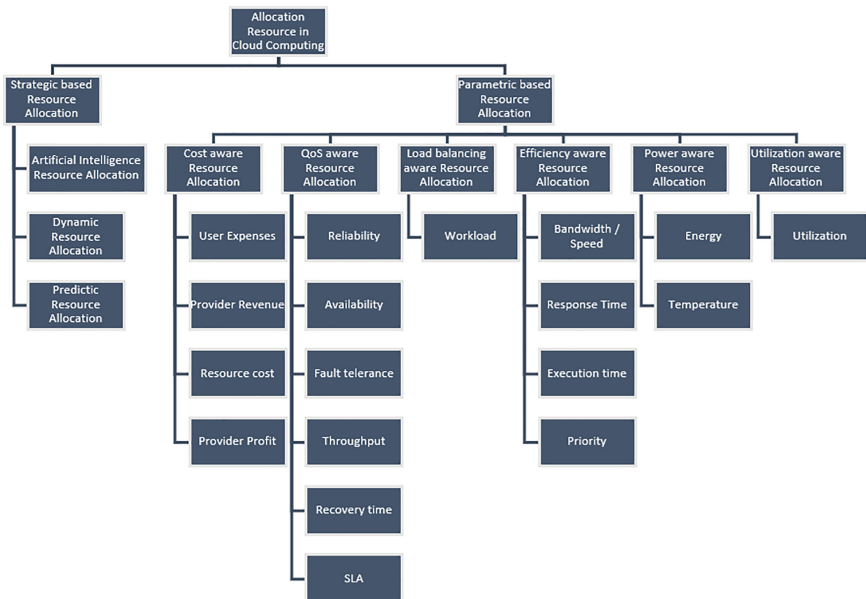 Allocation
Resource in
Cloud Computing
Strategic based
Resource
Allocation
Parametric based
Resource
Allocation
Artificial Intelligence
Resource Allocation
Dynamic
Resource
Allocation
Predictic
Resource
Allocation
Cost aware
Resource
Allocation
User Expenses
Provider Revenue
Resource cost
Provider Profit
QoS aware
Resource
Allocation
Reliability
Availability
Fault telerance
Throughput
Recovery time
SLA
Load balancing
aware Resource
Allocation
Workload
Efficiency aware
Resource
Allocation
Bandwidth /
Speed
Response Time
Execution time
Priority
Power aware
Resource
Allocation
Energy
Temperature
Utilization aware
Resource
Allocation
Utilization